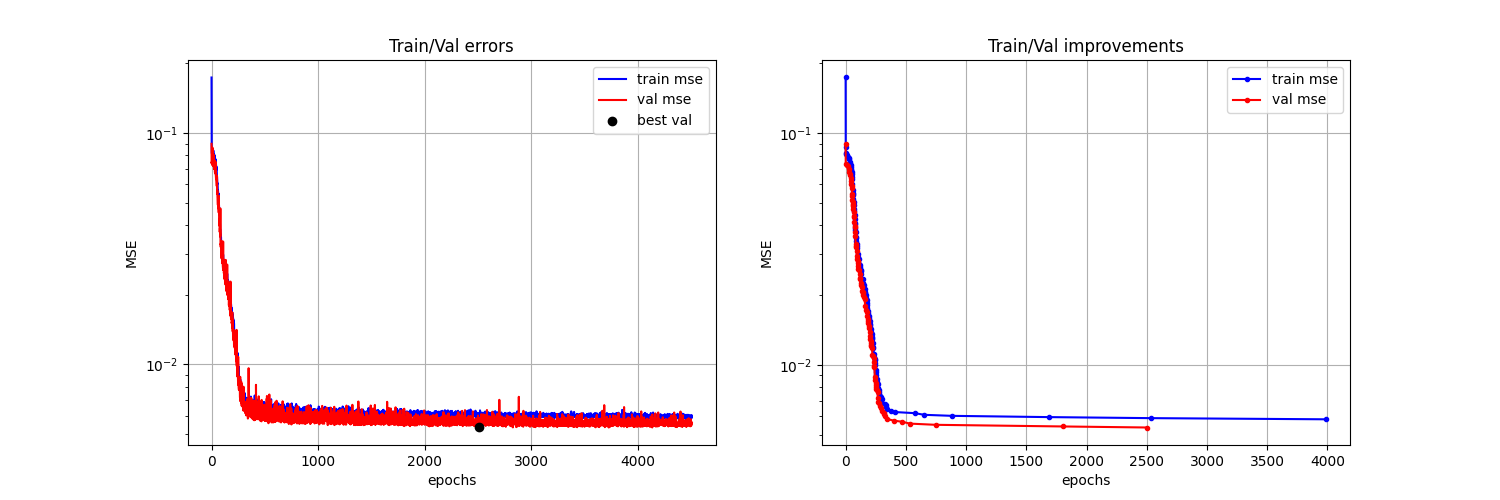 Train/Val errors
MSE
10⁻¹
10⁻²
train mse
val mse
best val
0 1000 2000 3000 4000
epochs
Train/Val improvements
MSE
10⁻¹
10⁻²
train mse
val mse
0 500 1000 1500 2000 2500 3000 3500 4000
epochs